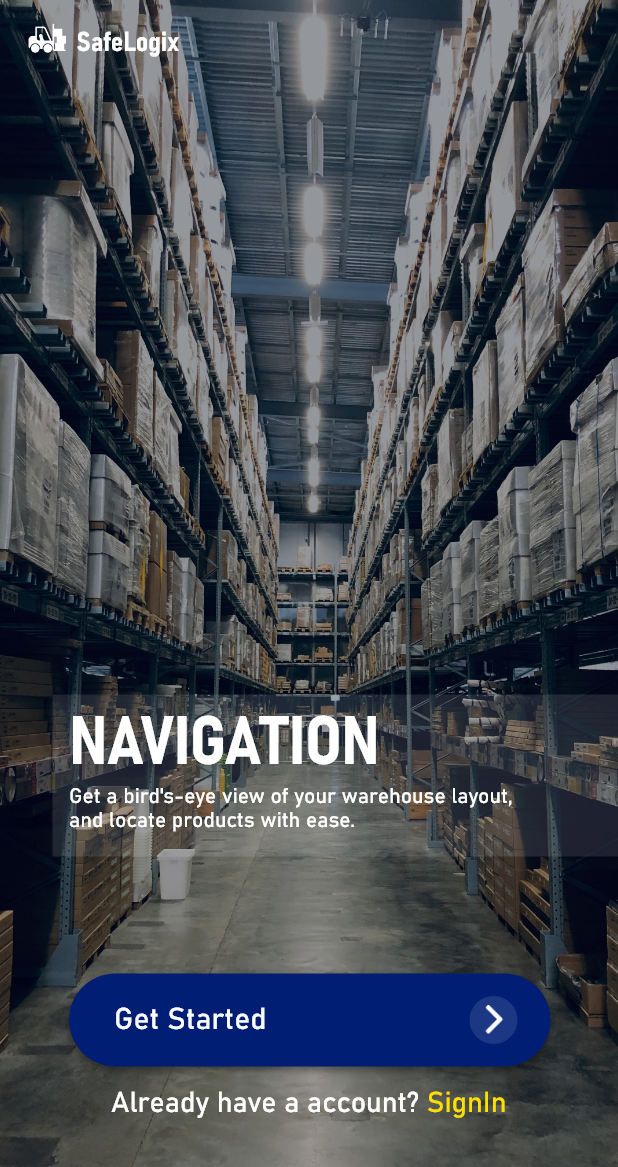 SafeLogix
NAVIGATION
Get a bird's-eye view of your warehouse layout,
and locate products with ease.
Get Started
Already have a account? SignIn